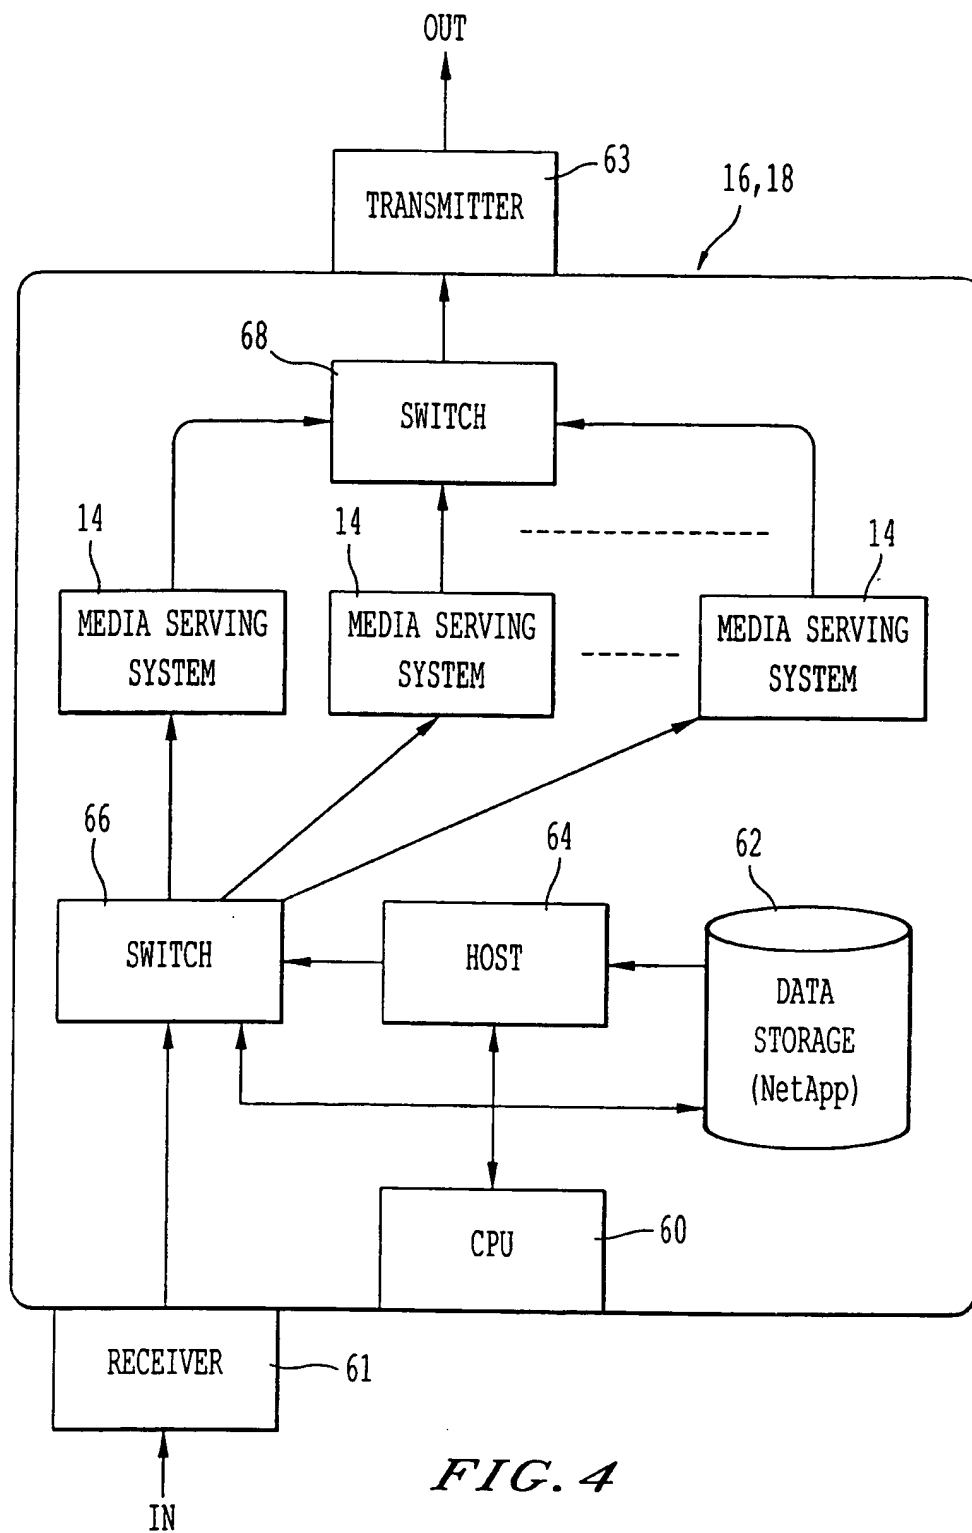 OUT
63
TRANSMITTER
16,18
68
SWITCH
14
14
14
MEDIA SERVING
SYSTEM
MEDIA SERVING
SYSTEM
MEDIA SERVING
SYSTEM
66
64
62
SWITCH
HOST
DATA
STORAGE
(NetApp)
CPU
60
RECEIVER
61
IN
FIG. 4